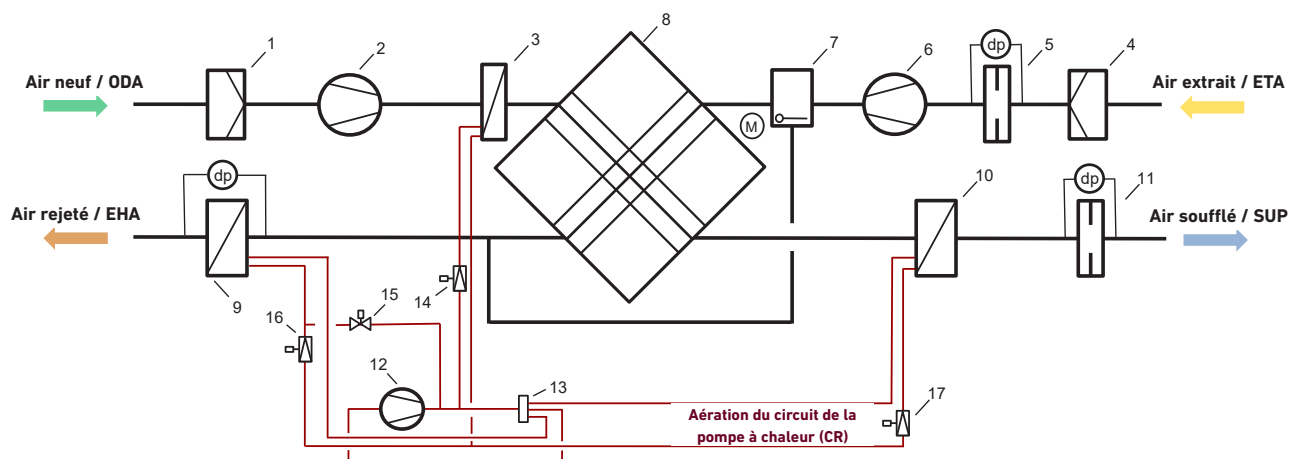 8
1
2
3
7
6
5
4
dp
Air neuf / ODA
Air extrait / ETA
M
dp
10
dp
11
Air rejeté / EHA
Air soufflé / SUP
9
14
15
16
12
13
17
Aération du circuit de la
pompe à chaleur (CR)